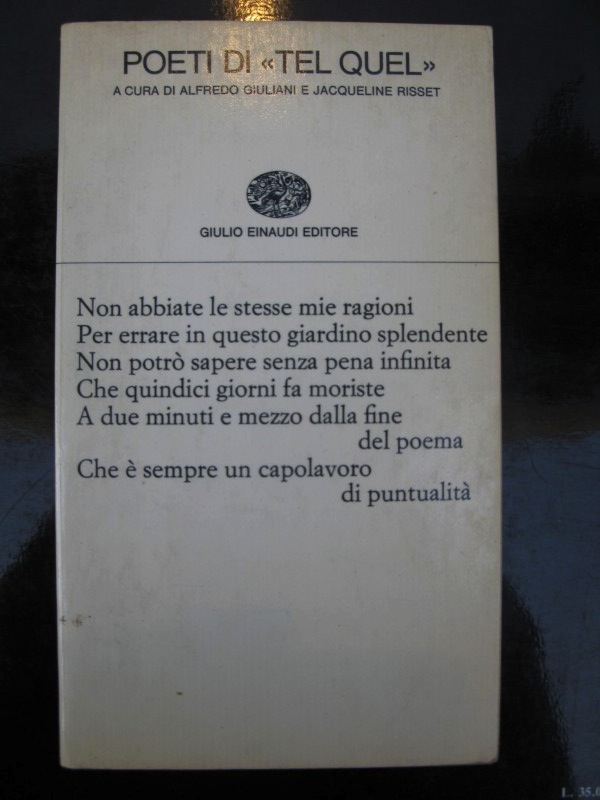 POETI DI «TEL QUEL»
A CURA DI ALFREDO GIULIANI E JACQUELINE RISSET
GIULIO EINAUDI EDITORE
Non abbiate le stesse mie ragioni
Per errare in questo giardino splendente
Non potrò sapere senza pena infinita
Che quindici giorni fa moriste
A due minuti e mezzo dalla fine
del poema
Che è sempre un capolavoro
di puntualità